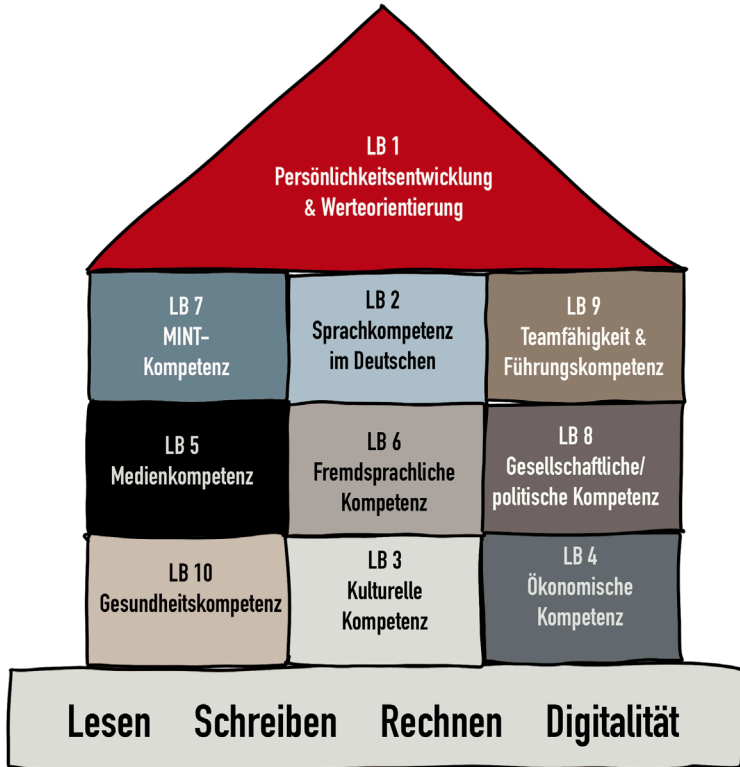 LB 1
Persönlichkeitsentwicklung
& Werteorientierung
LB 7
MINT-
Kompetenz
LB 2
Sprachkompetenz
im Deutschen
LB 9
Teamfähigkeit &
Führungskompetenz
LB 5
Medienkompetenz
LB 6
Fremdsprachliche
Kompetenz
LB 8
Gesellschaftliche/
politische Kompetenz
LB 10
Gesundheitskompetenz
LB 3
Kulturelle
Kompetenz
LB 4
Ökonomische
Kompetenz
Lesen Schreiben Rechnen Digitalität